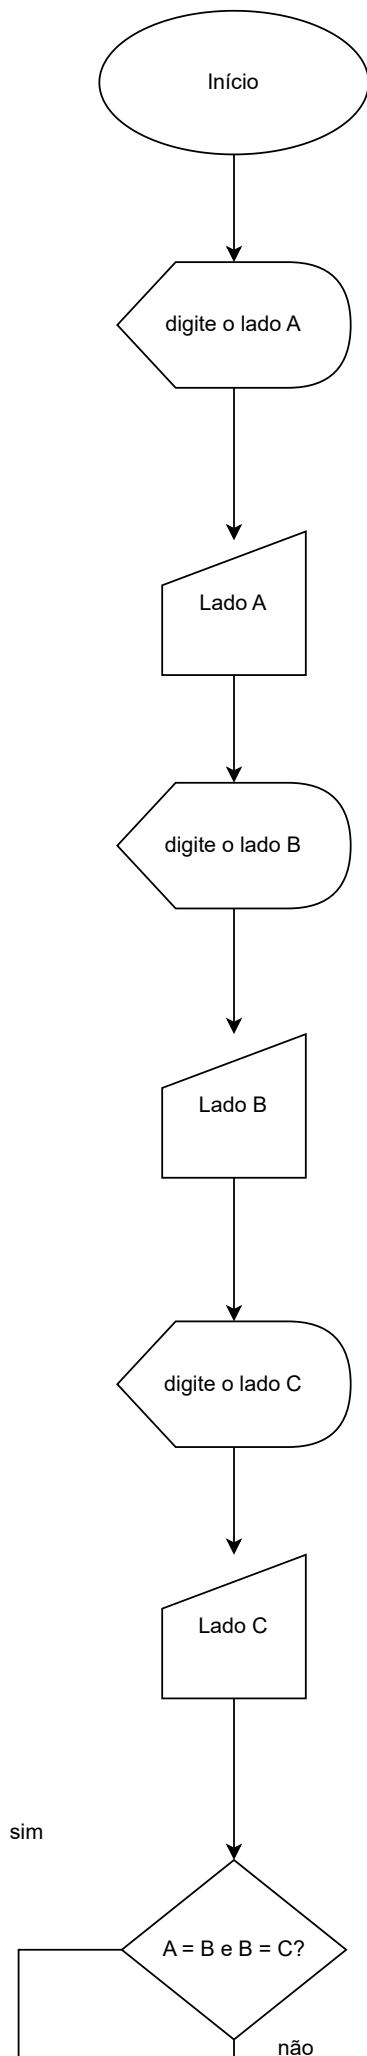 Início
digite o lado A
Lado A
digite o lado B
Lado B
digite o lado C
Lado C
sim
A = B e B = C?
não